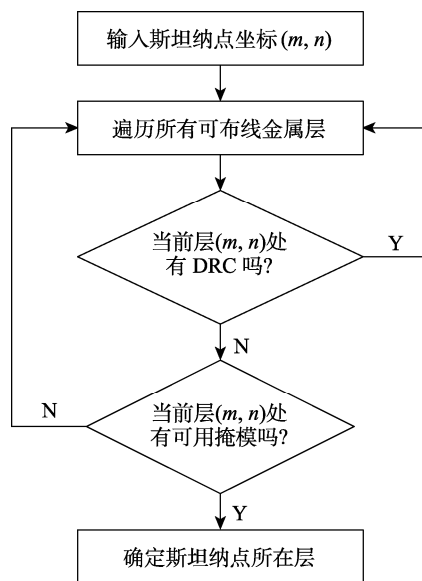 输入斯坦纳点坐标(m, n)
遍历所有可布线金属层
当前层(m, n)处
有 DRC 吗?
Y
N
当前层(m, n)处
有可用掩模吗?
N
Y
确定斯坦纳点所在层